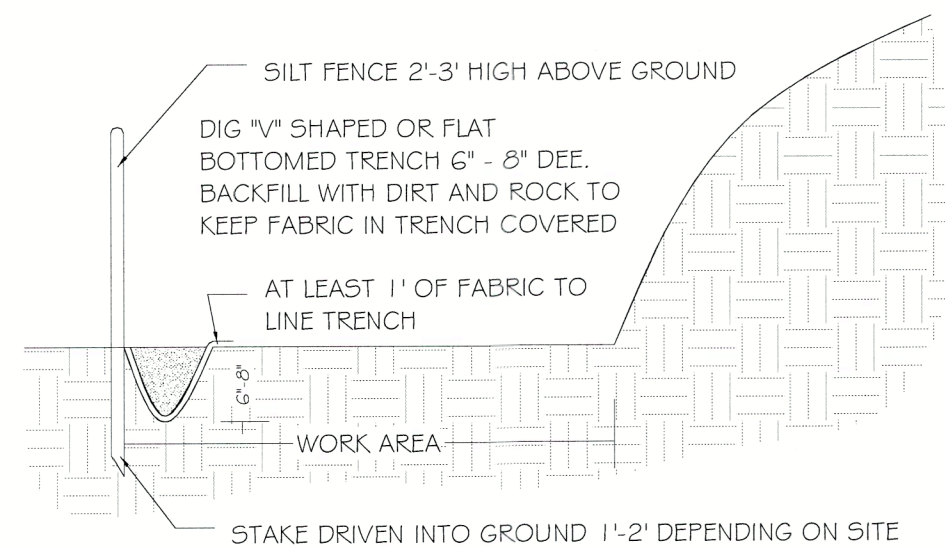 SILT FENCE 2'-3' HIGH ABOVE GROUND
DIG "V" SHAPED OR FLAT
BOTTOMED TRENCH 6" - 8" DEE.
BACKFILL WITH DIRT AND ROCK TO
KEEP FABRIC IN TRENCH COVERED
AT LEAST 1' OF FABRIC TO
LINE TRENCH
6"-8"
WORK AREA
STAKE DRIVEN INTO GROUND 1'-2' DEPENDING ON SITE